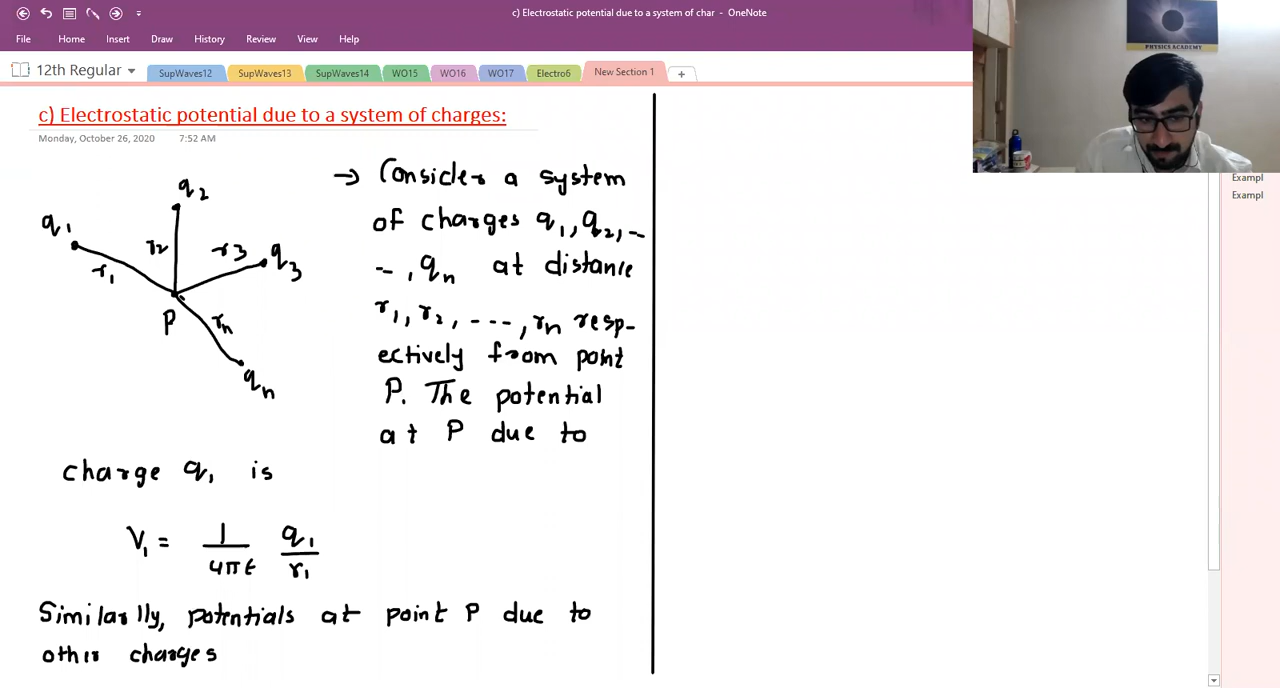 c) Electrostatic potential due to a system of char - OneNote
File Home Insert Draw History Review View Help
12th Regular SupWaves12 SupWaves13 SupWaves14 WO15 WO16 WO17 Electro6 New Section 1 +
PHYSICS ACADEMY
c) Electrostatic potential due to a system of charges:
Monday, October 26, 2020 7:52 AM
Exampl
Exampl
q1
q2
q3
qn
r1
r2
r3
rn
P
→ Consider a system
of charges q1, q2, --
--, qn at distance
r1, r2, ----, rn resp-
ectively from point
P. The potential
at P due to
charge q1 is
V1 = 1/4πε q1/r1
Similarlly, potentials at point P due to
other charges